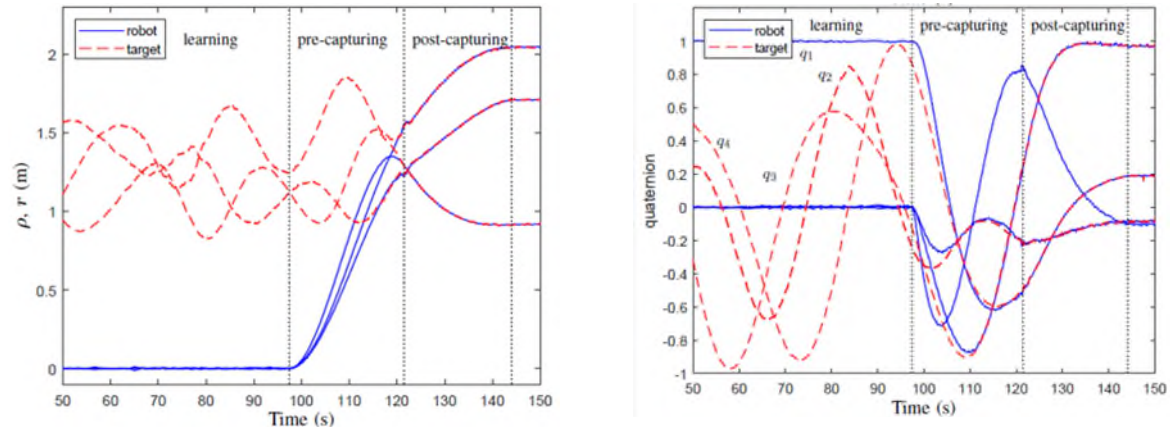 robot
target
learning
pre-capturing
post-capturing
2
1.5
1
0.5
0
ρ, r (m)
50 60 70 80 90 100 110 120 130 140 150
Time (s)
robot
target
learning
pre-capturing
post-capturing
q1
q2
q3
q4
1
0.8
0.6
0.4
0.2
0
-0.2
-0.4
-0.6
-0.8
-1
quaternion
50 60 70 80 90 100 110 120 130 140 150
Time (s)